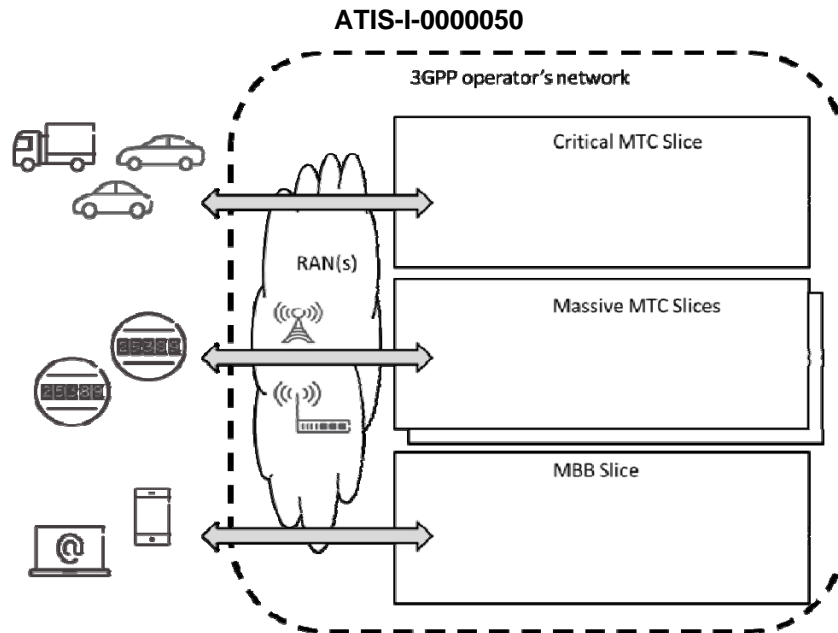 ATIS-I-0000050
3GPP operator's network
Critical MTC Slice
RAN(s)
Massive MTC Slices
MBB Slice
@